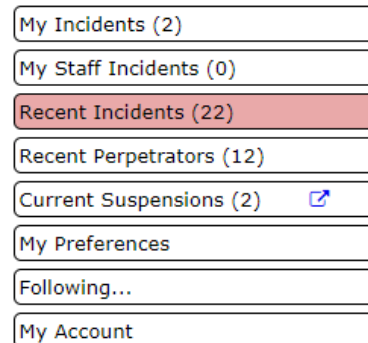 My Incidents (2)
My Staff Incidents (0)
Recent Incidents (22)
Recent Perpetrators (12)
Current Suspensions (2)
My Preferences
Following...
My Account